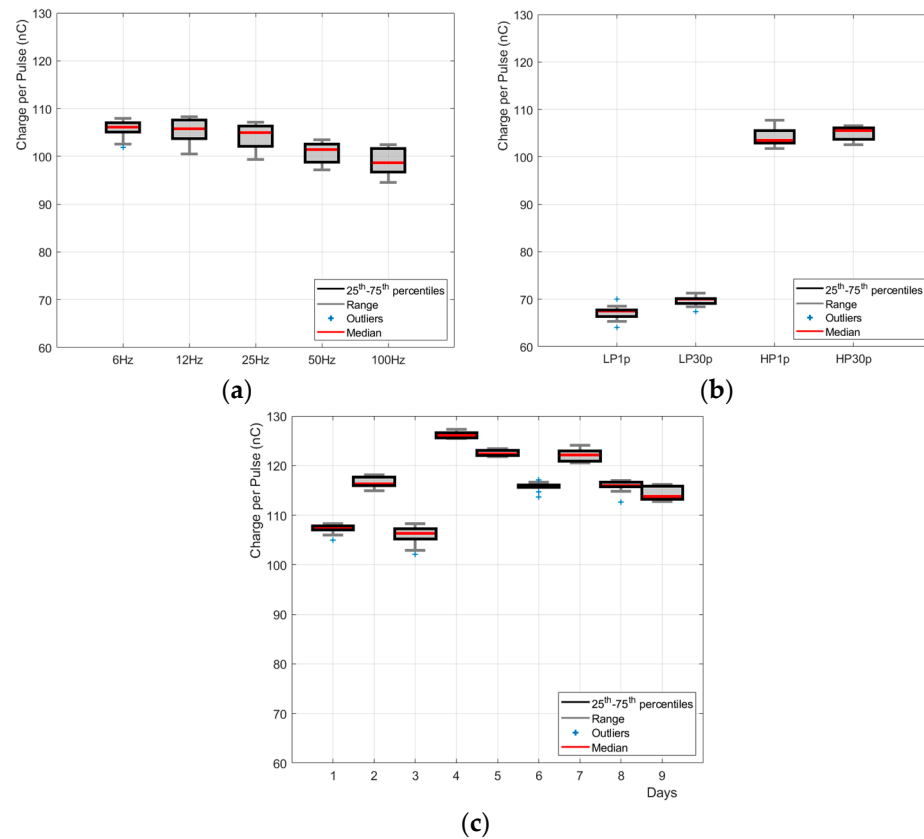 130
120
110
100
90
80
70
60
Charge per Pulse (nC)
6Hz
12Hz
25Hz
50Hz
100Hz
25th-75th percentiles
Range
Outliers
Median
(a)
130
120
110
100
90
80
70
60
Charge per Pulse (nC)
LP1p
LP30p
HP1p
HP30p
25th-75th percentiles
Range
Outliers
Median
(b)
130
120
110
100
90
80
70
60
Charge per Pulse (nC)
1
2
3
4
5
6
7
8
9
Days
25th-75th percentiles
Range
Outliers
Median
(c)